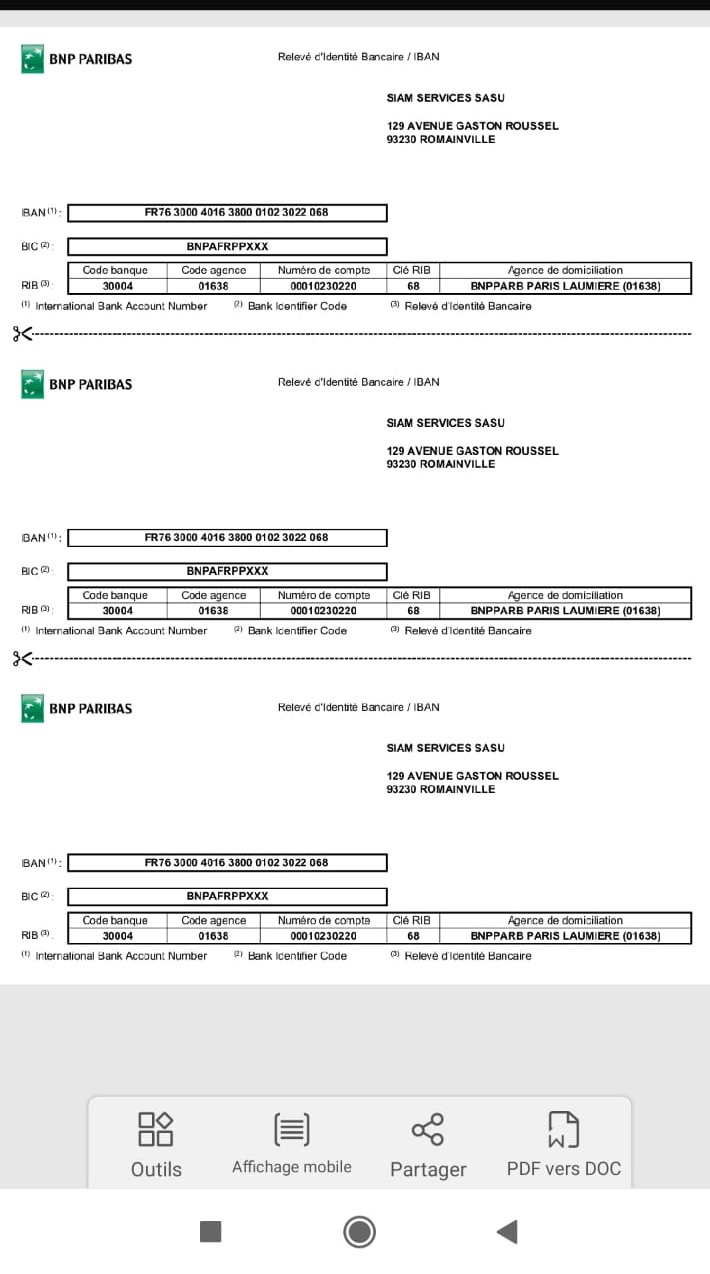 BNP PARIBAS
Relevé d'Identité Bancaire / IBAN
SIAM SERVICES SASU
129 AVENUE GASTON ROUSSEL
93230 ROMAINVILLE
IBAN (1) : FR76 3000 4016 3800 0102 3022 068
BIC (2) : BNPAFRPPXXX
Code banque Code agence Numéro de compte Clé RIB Agence de domiciliation
RIB (3) : 30004 01638 00010230220 68 BNPPARB PARIS LAUMIERE (01638)
(1) International Bank Account Number (2) Bank Identifier Code (3) Relevé d'Identité Bancaire
BNP PARIBAS
Relevé d'Identité Bancaire / IBAN
SIAM SERVICES SASU
129 AVENUE GASTON ROUSSEL
93230 ROMAINVILLE
IBAN (1) : FR76 3000 4016 3800 0102 3022 068
BIC (2) : BNPAFRPPXXX
Code banque Code agence Numéro de compte Clé RIB Agence de domiciliation
RIB (3) : 30004 01638 00010230220 68 BNPPARB PARIS LAUMIERE (01638)
(1) International Bank Account Number (2) Bank Identifier Code (3) Relevé d'Identité Bancaire
BNP PARIBAS
Relevé d'Identité Bancaire / IBAN
SIAM SERVICES SASU
129 AVENUE GASTON ROUSSEL
93230 ROMAINVILLE
IBAN (1) : FR76 3000 4016 3800 0102 3022 068
BIC (2) : BNPAFRPPXXX
Code banque Code agence Numéro de compte Clé RIB Agence de domiciliation
RIB (3) : 30004 01638 00010230220 68 BNPPARB PARIS LAUMIERE (01638)
(1) International Bank Account Number (2) Bank Identifier Code (3) Relevé d'Identité Bancaire
Outils Affichage mobile Partager PDF vers DOC